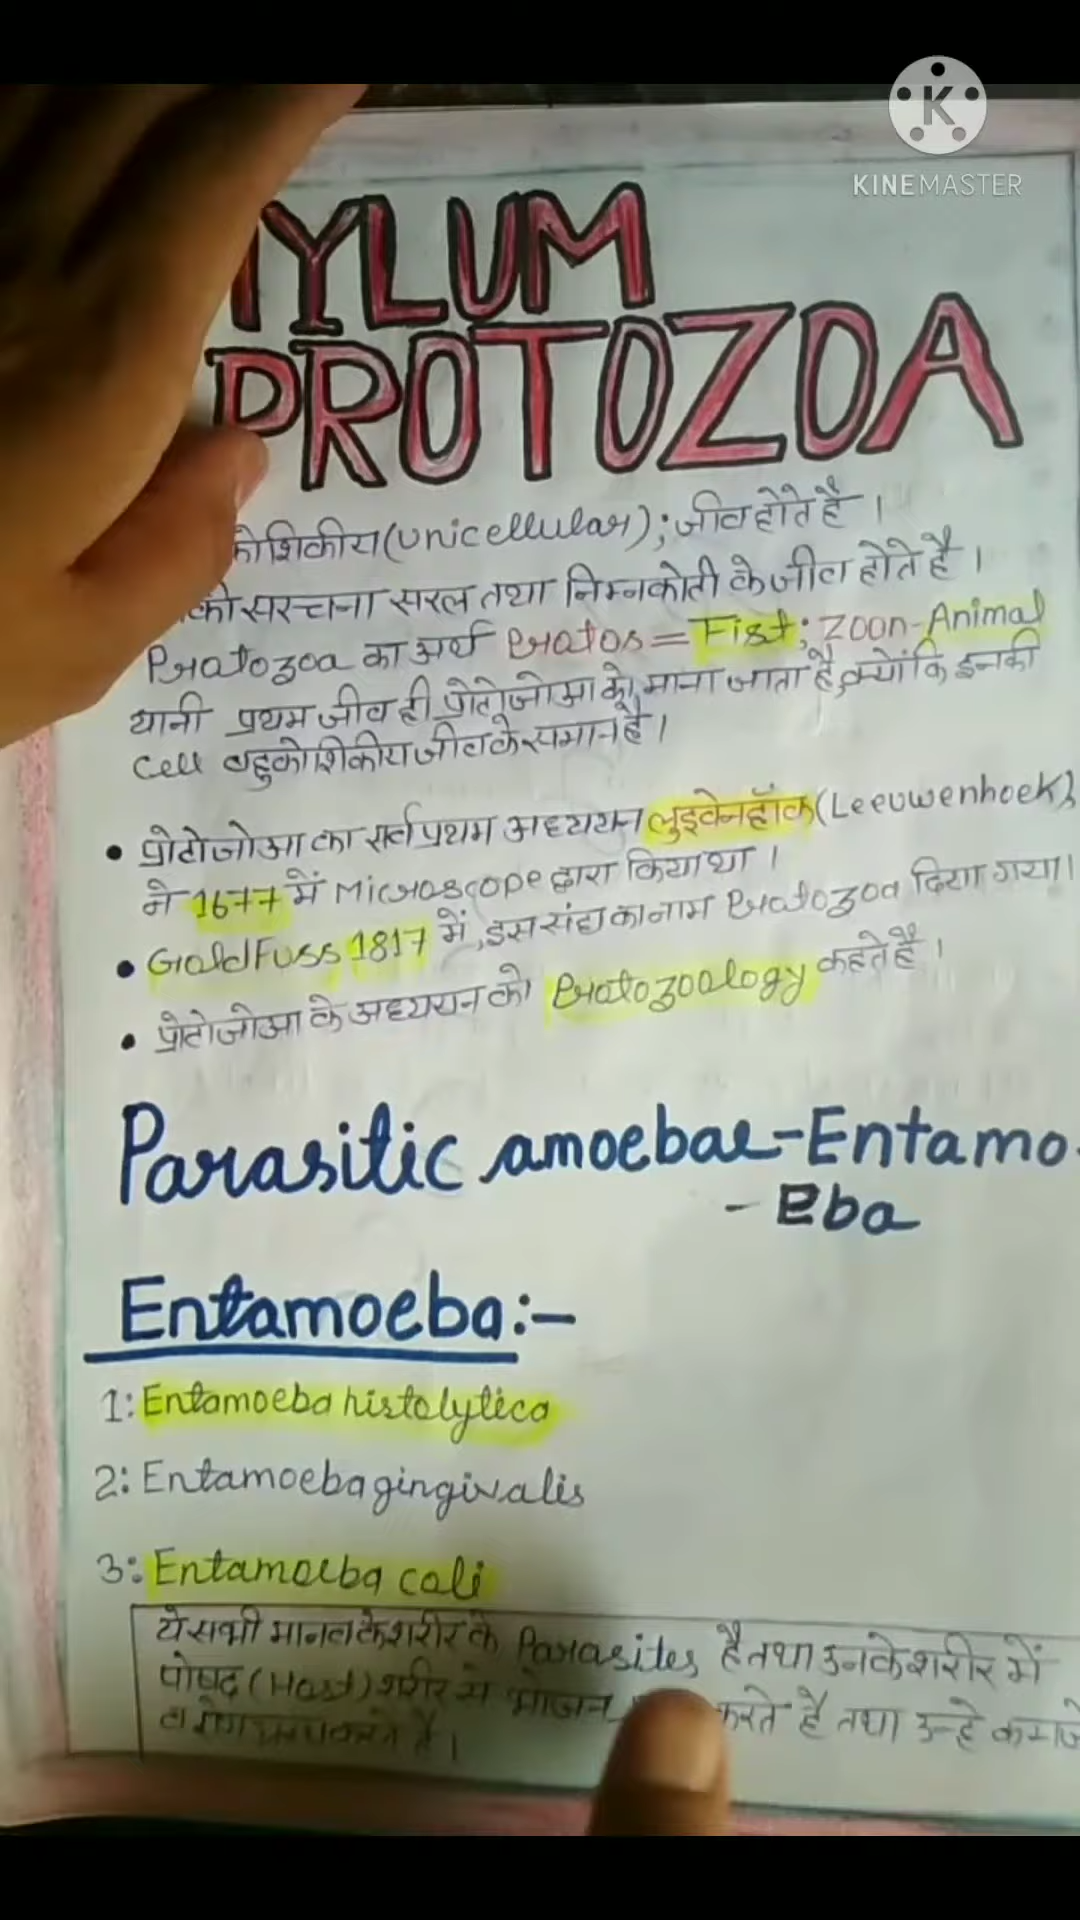 KINEMASTER
YLUM
PROTOZOA
कोशिकीय (unicellular); जीव होते है ।
सरचना सरल तथा निम्नकोती के जीव होते है ।
Protozoa का अर्थ Protos = Fist; Zoon-Animal
यानी प्रथम जीव ही प्रोटोजोआ को माना जाता है, क्योंकि इनकी
cell बहुकोशिकीय जीव के समान है ।
• प्रोटोजोआ का सर्वप्रथम अध्ययन लुइवेनहॉक (Leeuwenhoek)
ने 1677 में Microscope द्वारा किया था ।
• GoldFuss 1817 में, इस संघ का नाम Protozoa दिया गया ।
• प्रोटोजोआ के अध्ययन को Protozoology कहते है ।
Parasitic amoebae-Entamo-
- Eba
Entamoeba:-
1: Entamoeba histolytica
2: Entamoeba gingivalis
3: Entamoeba coli
ये सभी मानव के शरीर के Parasites है तथा उनके शरीर में
पोषद (Host) शरीर से भोजन करते है तथा उन्हे
व रोग करते है ।